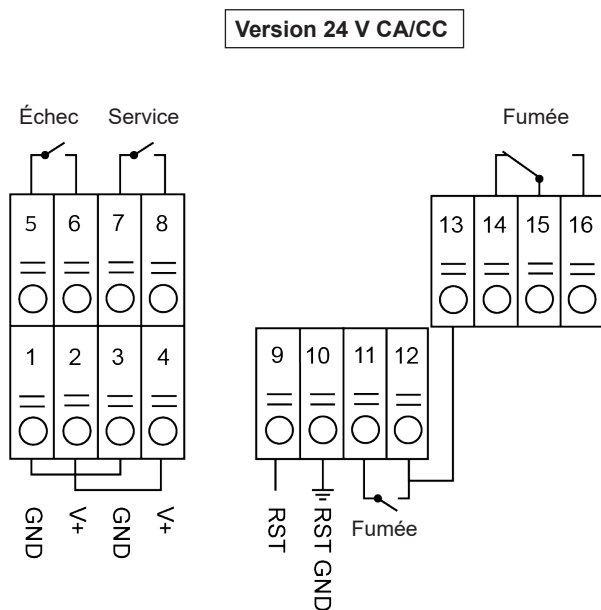 Version 24 V CA/CC
Échec Service Fumée
5 6 7 8
13 14 15 16
1 2 3 4
9 10 11 12
GND V+ GND V+
RST RST GND Fumée